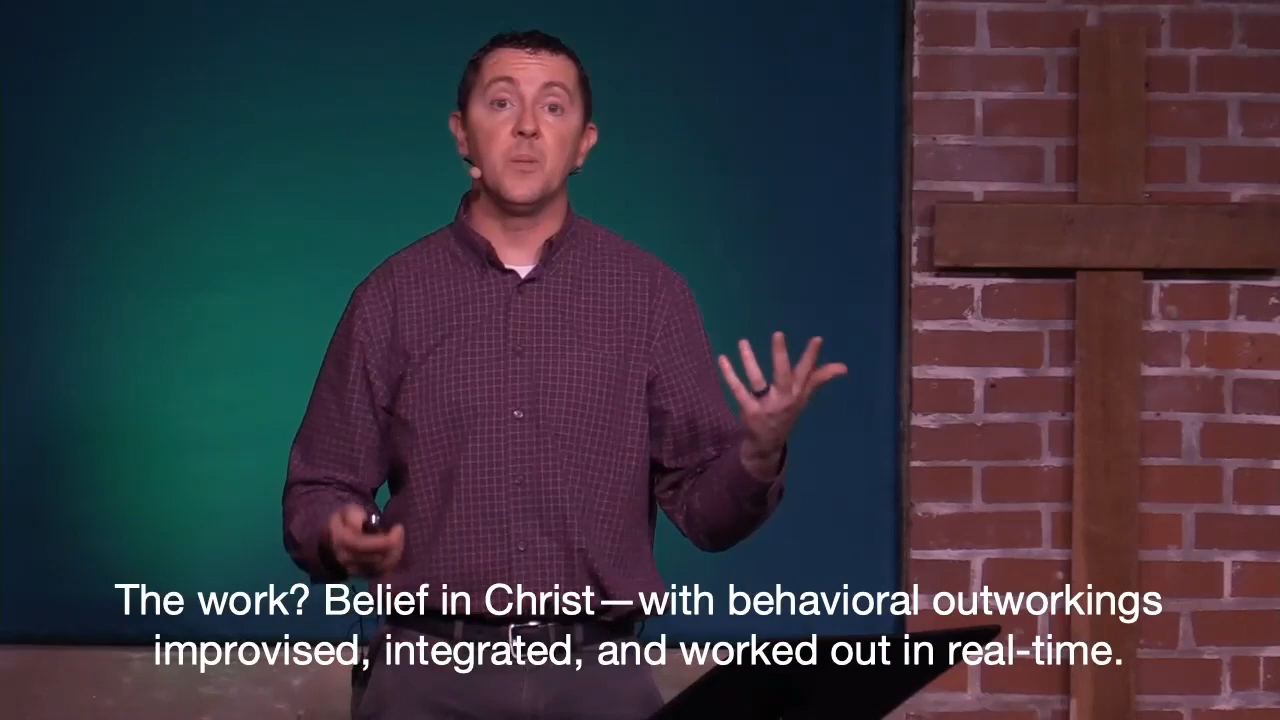 The work? Belief in Christ—with behavioral outworkings
improvised, integrated, and worked out in real-time.